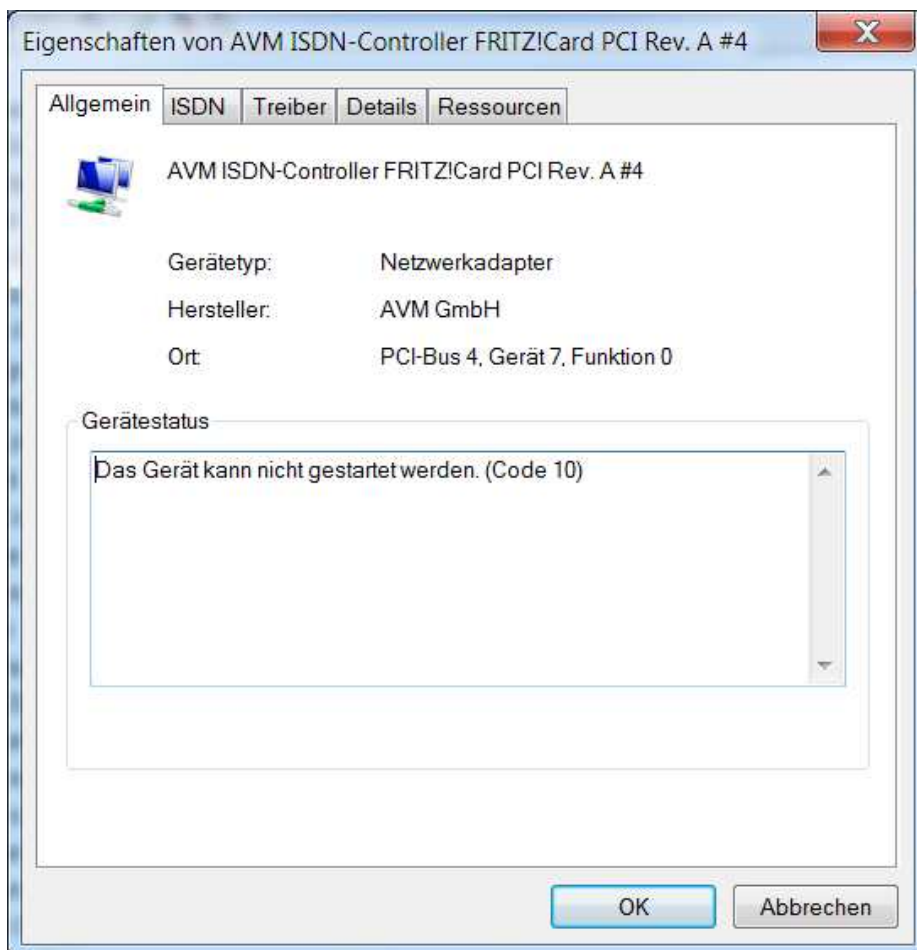 Eigenschaften von AVM ISDN-Controller FRITZ!Card PCI Rev. A #4
Allgemein ISDN Treiber Details Ressourcen
AVM ISDN-Controller FRITZ!Card PCI Rev. A #4
Gerätetyp: Netzwerkadapter
Hersteller: AVM GmbH
Ort: PCI-Bus 4, Gerät 7, Funktion 0
Gerätestatus
Das Gerät kann nicht gestartet werden. (Code 10)
OK Abbrechen